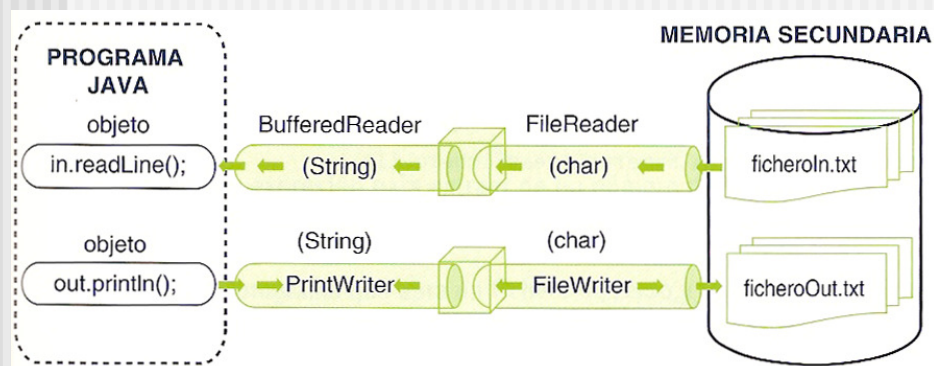 MEMORIA SECUNDARIA
PROGRAMA
JAVA
objeto
BufferedReader
FileReader
in.readLine();
(String)
(char)
ficheroIn.txt
objeto
(String)
(char)
out.println();
PrintWriter
FileWriter
ficheroOut.txt